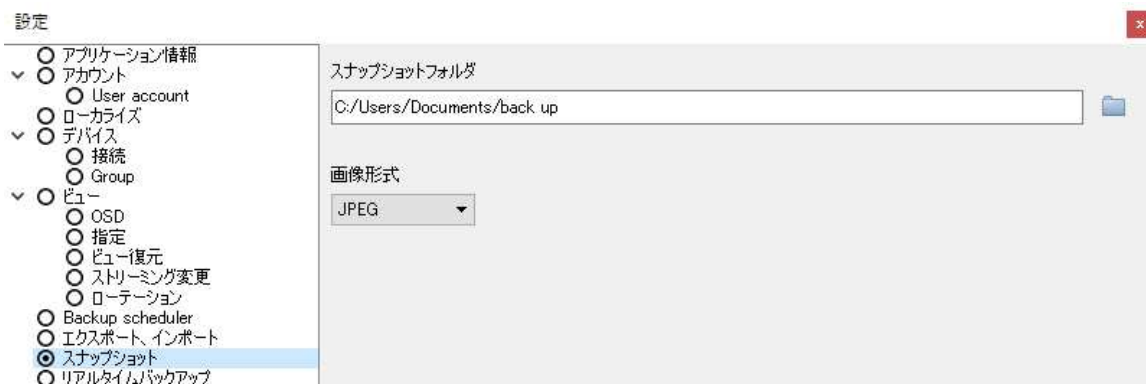 設定
x
アプリケーション情報
アカウント
User account
ローカライズ
デバイス
接続
Group
ビュー
OSD
指定
ビュー復元
ストリーミング変更
ローテーション
Backup scheduler
エクスポート、インポート
スナップショット
リアルタイムバックアップ
スナップショットフォルダ
C:/Users/Documents/back up
画像形式
JPEG